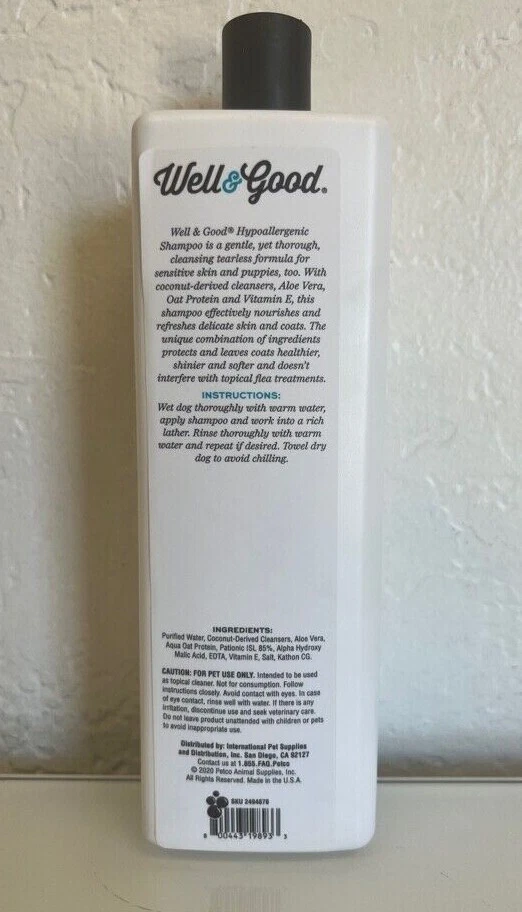 Well & Good®
Well & Good® Hypoallergenic
Shampoo is a gentle, yet thorough,
cleansing tearless formula for
sensitive skin and puppies, too. With
coconut-derived cleansers, Aloe Vera,
Oat Protein and Vitamin E, this
shampoo effectively nourishes and
refreshes delicate skin and coats. The
unique combination of ingredients
protects and leaves coats healthier,
shinier and softer and doesn't
interfere with topical flea treatments.
INSTRUCTIONS:
Wet dog thoroughly with warm water,
apply shampoo and work into a rich
lather. Rinse thoroughly with warm
water and repeat if desired. Towel dry
dog to avoid chilling.
INGREDIENTS:
Purified Water, Coconut-Derived Cleansers, Aloe Vera,
Aqua Oat Protein, Pationic ISL 85%, Alpha Hydroxy
Malic Acid, EDTA, Vitamin E, Salt, Kathon CG.
CAUTION: FOR PET USE ONLY. Intended to be used
as topical cleaner. Not for consumption. Follow
instructions closely. Avoid contact with eyes. In case
of eye contact, rinse well with water. If there is any
irritation, discontinue use and seek veterinary care.
Do not leave product unattended with children or pets
to avoid inappropriate use.
Distributed by: International Pet Supplies
and Distribution, Inc. San Diego, CA 92127
Contact us at 1.855.FAQ.Petco
© 2020 Petco Animal Supplies, Inc.
All Rights Reserved. Made in the U.S.A.
SKU 2494678
0 00443 19893 3